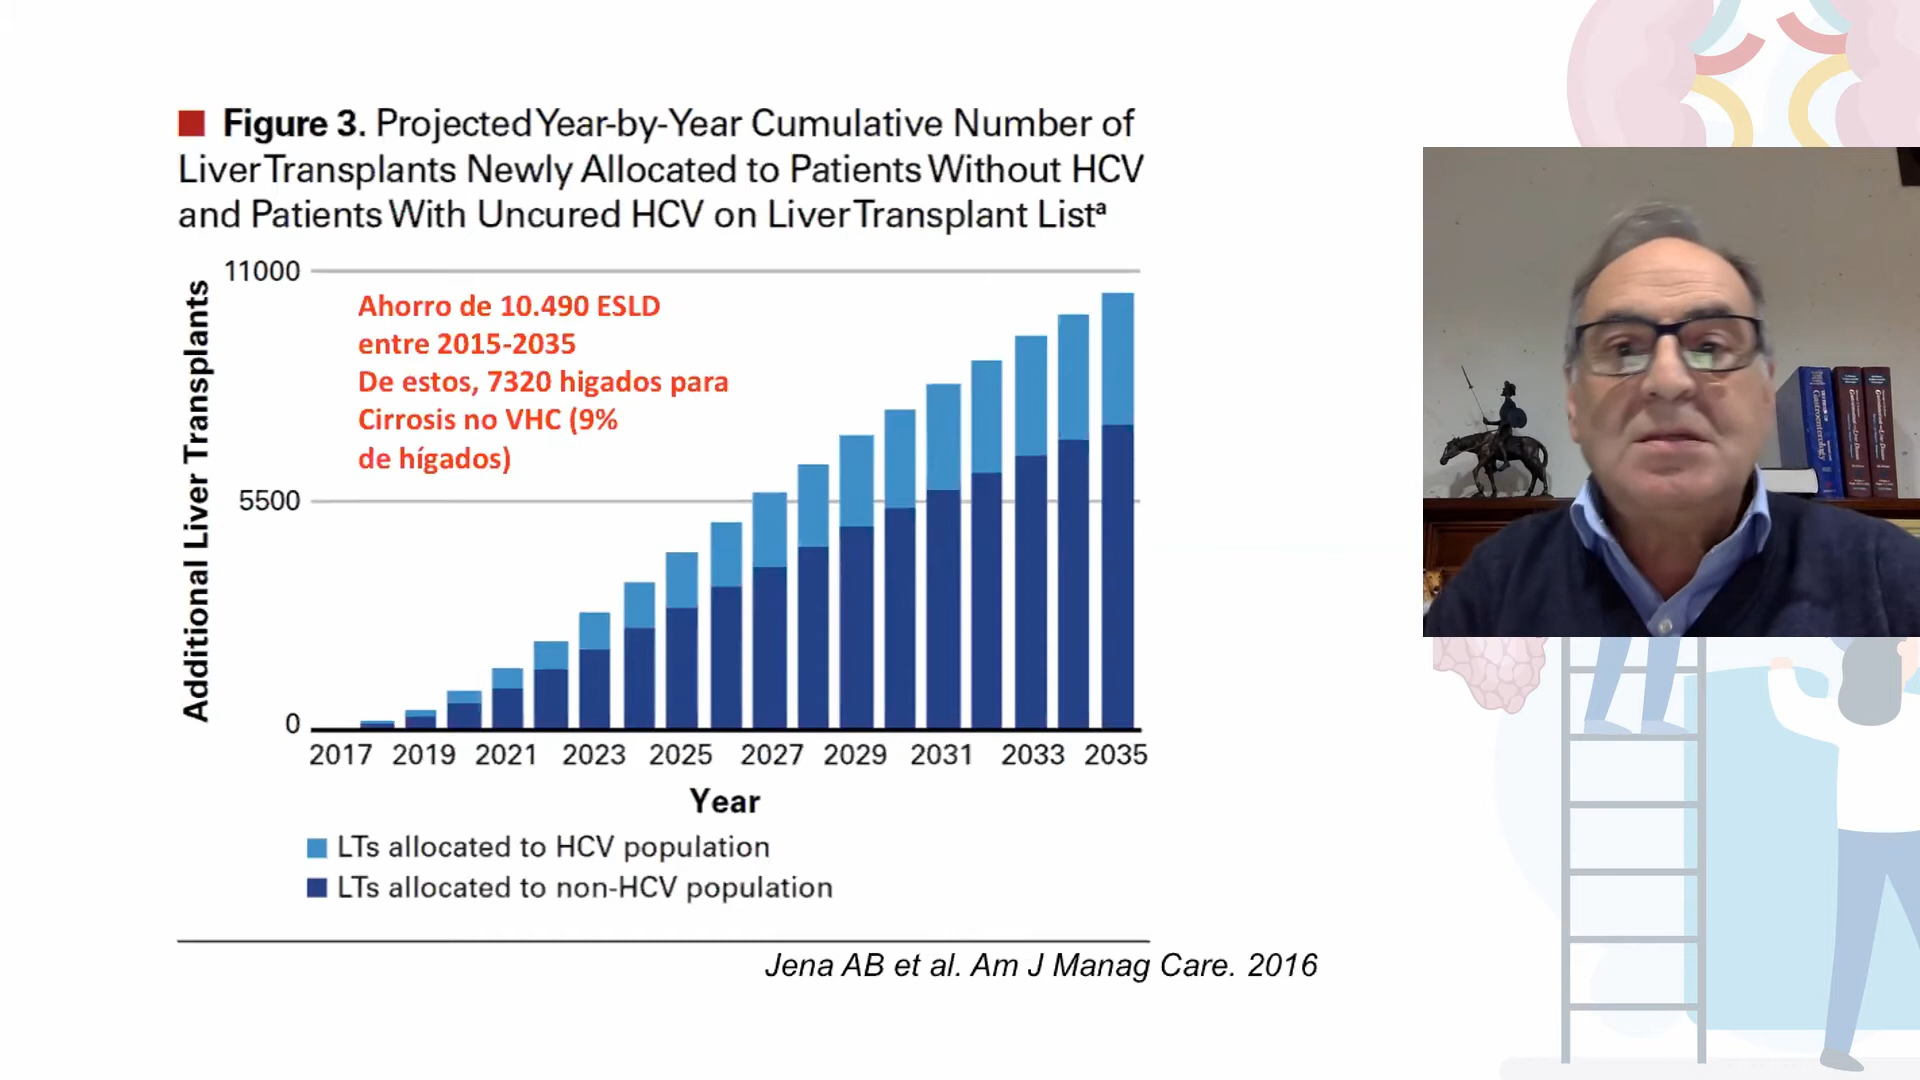 Figure 3. Projected Year-by-Year Cumulative Number of
Liver Transplants Newly Allocated to Patients Without HCV
and Patients With Uncured HCV on Liver Transplant Listª
11000
Ahorro de 10.490 ESLD
entre 2015-2035
De estos, 7320 higados para
Cirrosis no VHC (9%
de hígados)
5500
0
Additional Liver Transplants
2017 2019 2021 2023 2025 2027 2029 2031 2033 2035
Year
LTs allocated to HCV population
LTs allocated to non-HCV population
Jena AB et al. Am J Manag Care. 2016
Gastroenterology